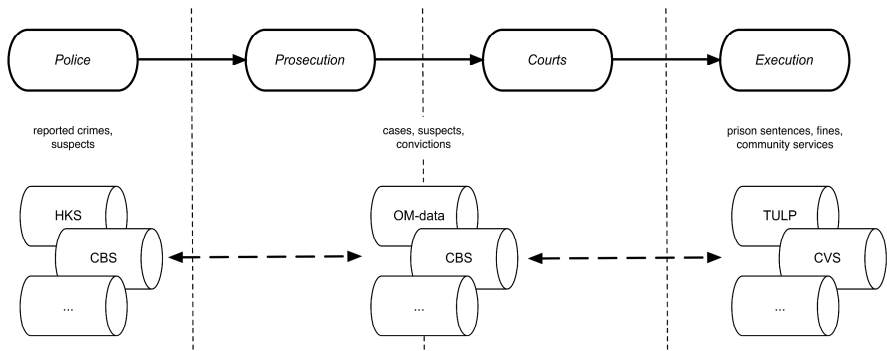 Police
Prosecution
Courts
Execution
reported crimes,
suspects
cases, suspects,
convictions
prison sentences, fines,
community services
HKS
CBS
...
OM-data
CBS
...
TULP
CVS
...